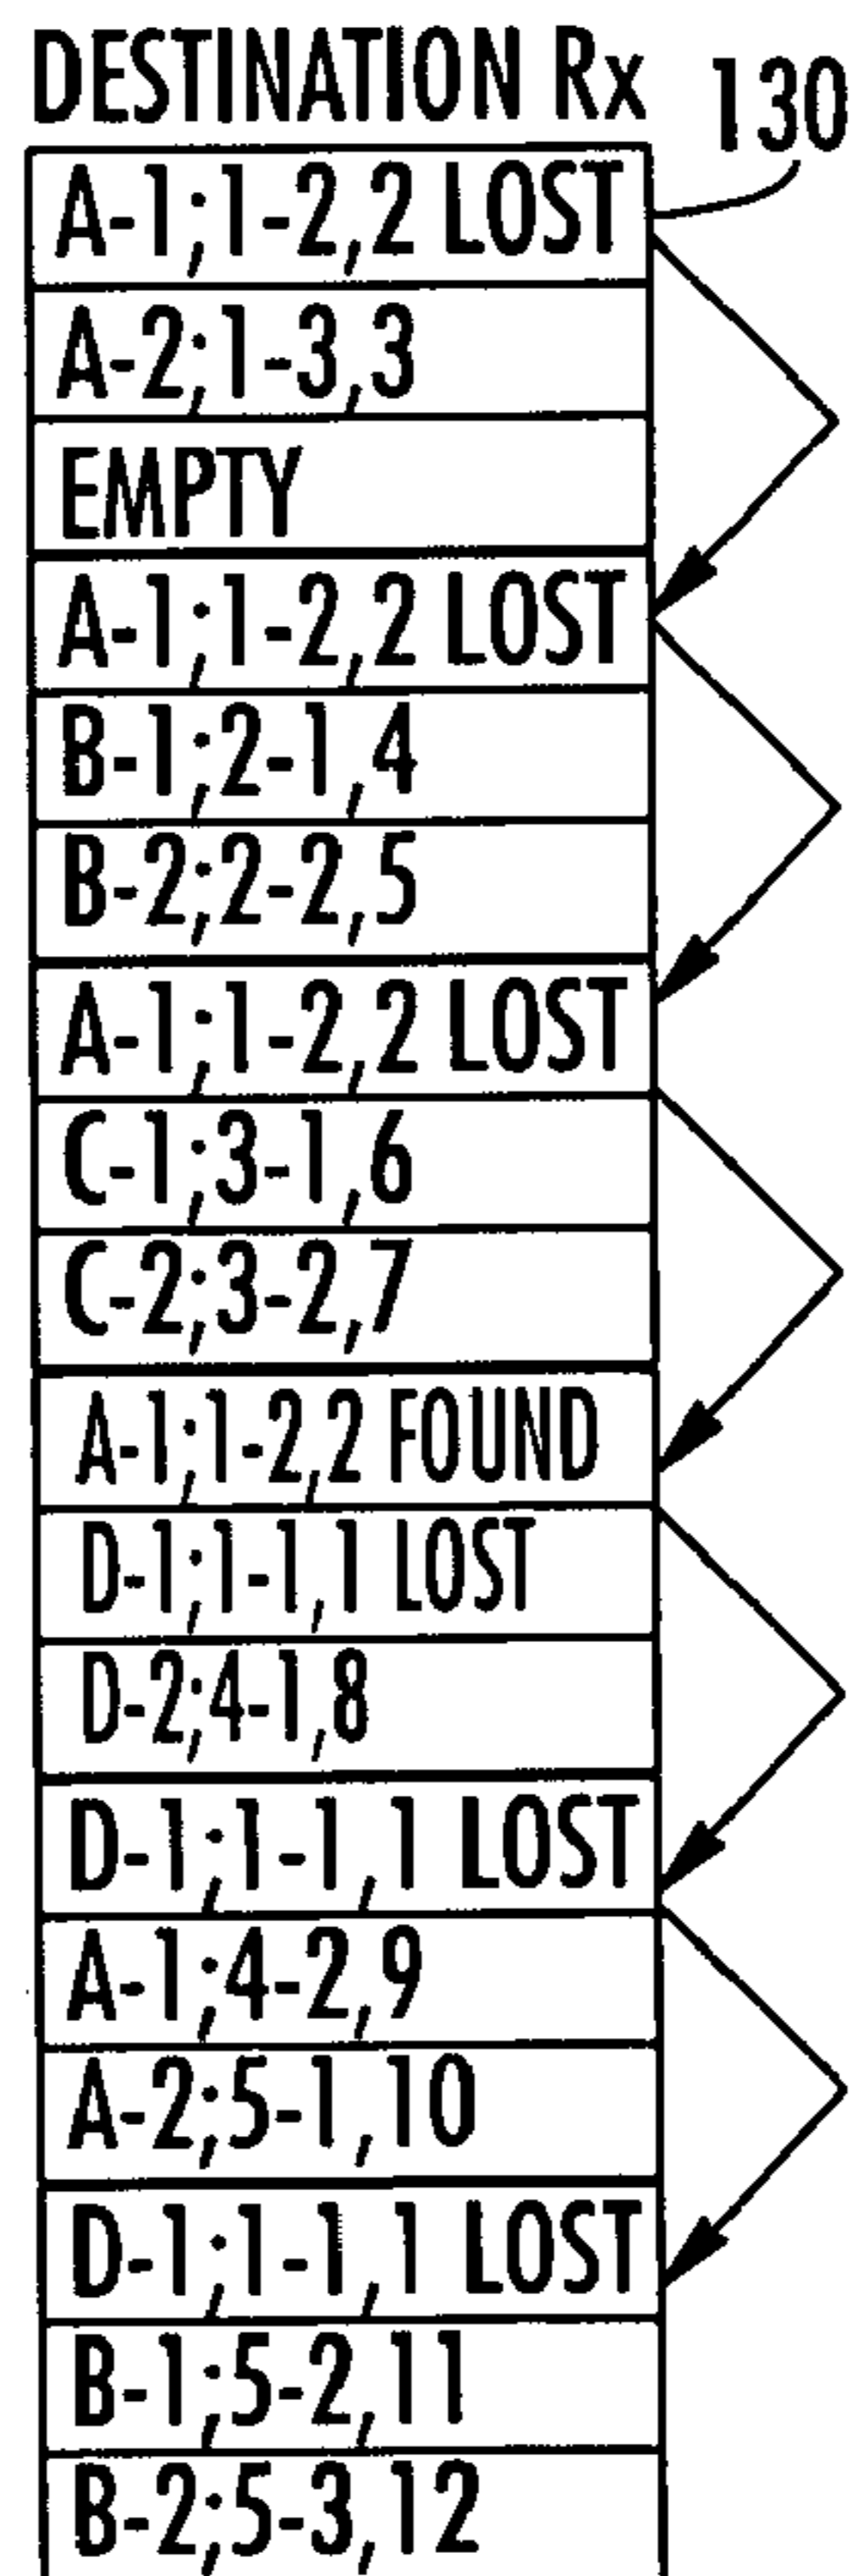 DESTINATION Rx
130
A-1;1-2,2 LOST
A-2;1-3,3
EMPTY
A-1;1-2,2 LOST
B-1;2-1,4
B-2;2-2,5
A-1;1-2,2 LOST
C-1;3-1,6
C-2;3-2,7
A-1;1-2,2 FOUND
D-1;1-1,1 LOST
D-2;4-1,8
D-1;1-1,1 LOST
A-1;4-2,9
A-2;5-1,10
D-1;1-1,1 LOST
B-1;5-2,11
B-2;5-3,12